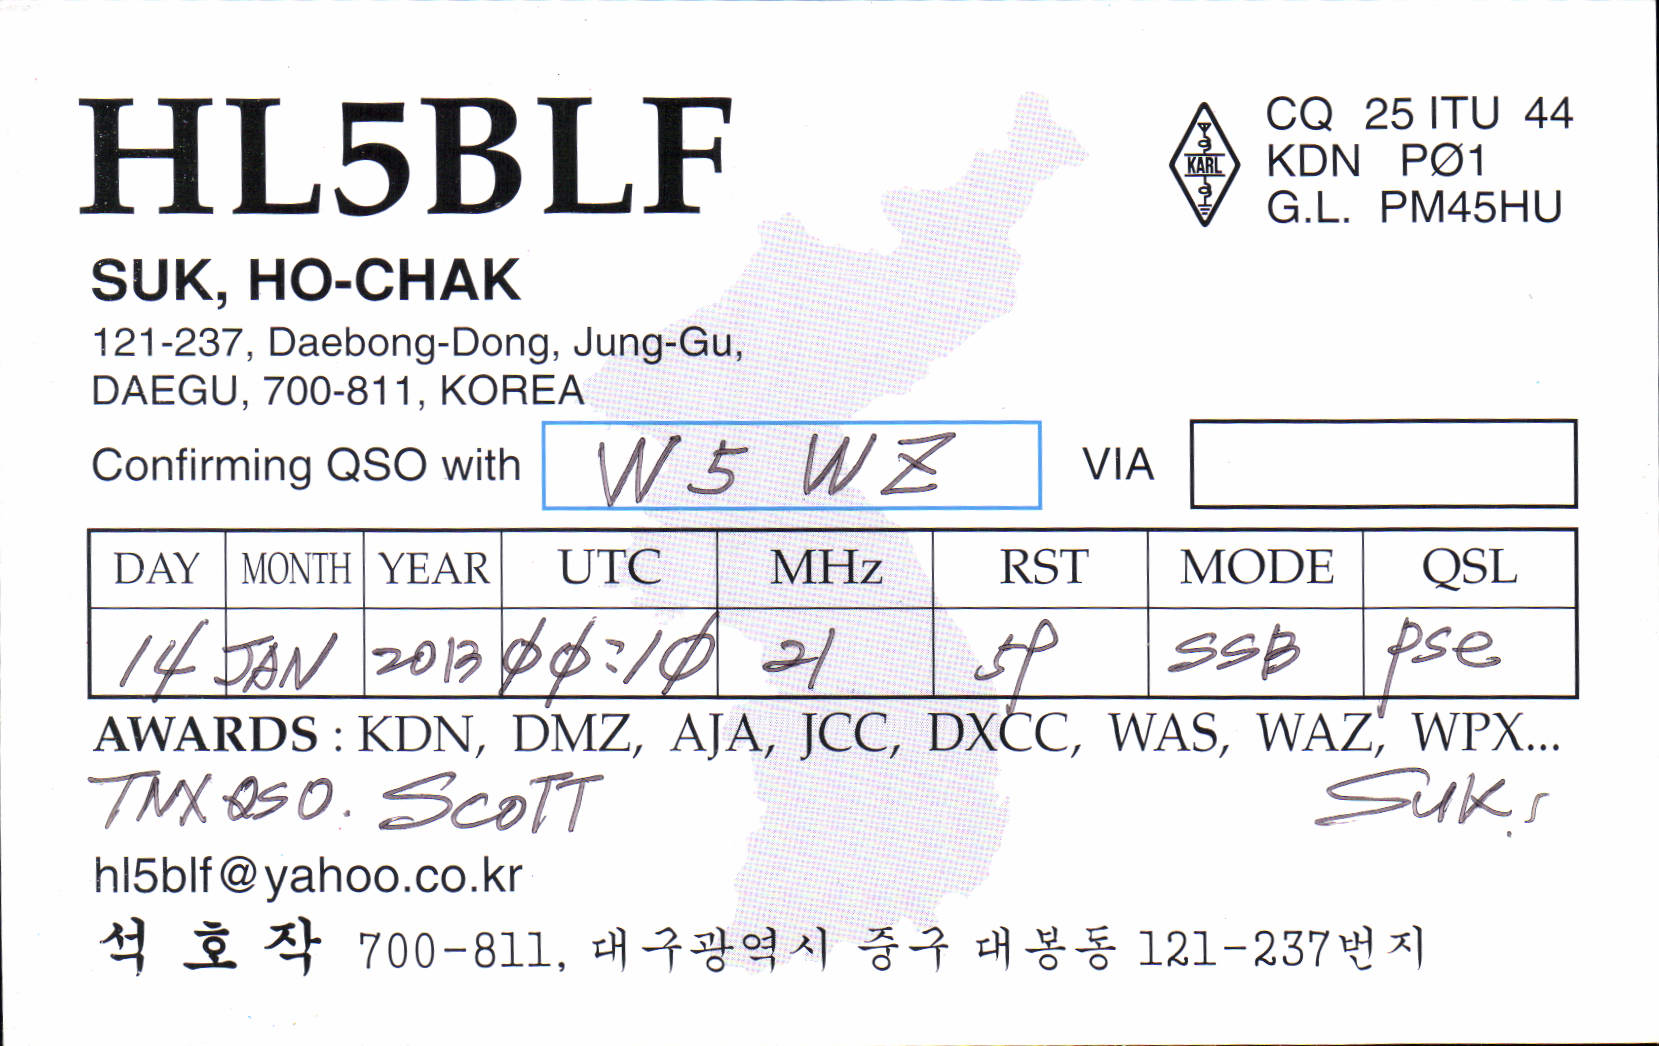 HL5BLF
KARL
CQ 25 ITU 44
KDN PØ1
G.L. PM45HU
SUK, HO-CHAK
121-237, Daebong-Dong, Jung-Gu,
DAEGU, 700-811, KOREA
Confirming QSO with W5WZ VIA
DAY MONTH YEAR UTC MHz RST MODE QSL
14 JAN 2013 ØØ:1Ø 21 59 SSB PSE
AWARDS : KDN, DMZ, AJA, JCC, DXCC, WAS, WAZ, WPX...
TNX QSO. SCOTT SUK.
hl5blf@yahoo.co.kr
석 호 작 700-811, 대구광역시 중구 대봉동 121-237번지